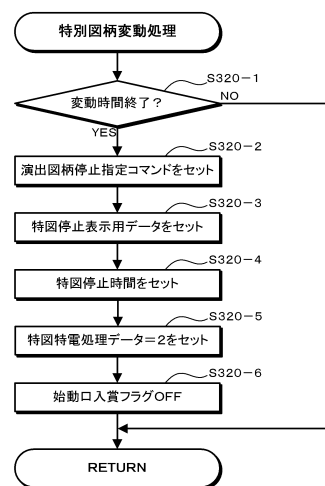 特別図柄変動処理
S320-1
変動時間終了?
NO
YES
S320-2
演出図柄停止指定コマンドをセット
S320-3
特図停止表示用データをセット
S320-4
特図停止時間をセット
S320-5
特図特電処理データ=2をセット
S320-6
始動口入賞フラグOFF
RETURN